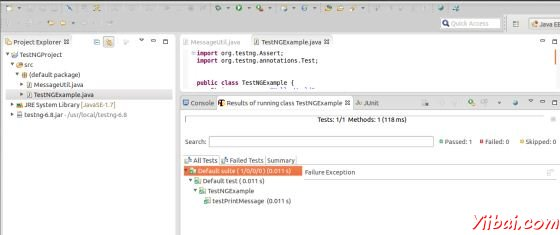 Quick Access
Java EE
Project Explorer
TestNGProject
src
(default package)
MessageUtil.java
TestNGExample.java
JRE System Library [JavaSE-1.7]
testng-6.8.jar - /usr/local/testng-6.8
MessageUtil.java
TestNGExample.java
import org.testng.Assert;
import org.testng.annotations.Test;
public class TestNGExample {
Console
Results of running class TestNGExample
JUnit
Tests: 1/1 Methods: 1 (118 ms)
Search:
Passed: 1
Failed: 0
Skipped: 0
All Tests
Failed Tests
Summary
Default suite ( 1/0/0/0 ) (0.011 s)
Failure Exception
Default test ( 0.011 s)
TestNGExample
testPrintMessage (0.011 s)
Yiibai.com